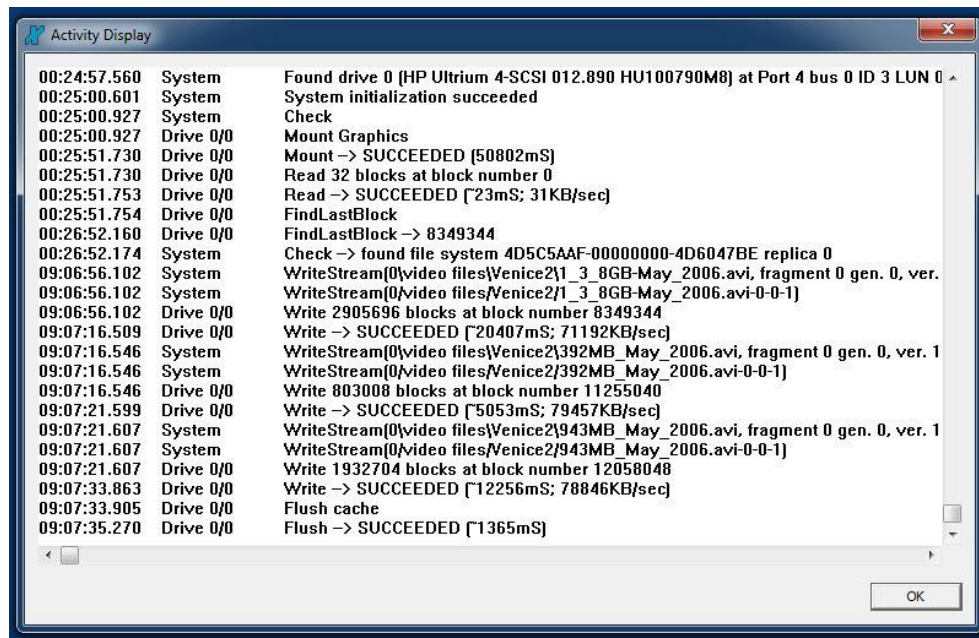 Activity Display
00:24:57.560 System Found drive 0 (HP Ultrium 4-SCSI 012.890 HU100790M8) at Port 4 bus 0 ID 3 LUN 0
00:25:00.601 System System initialization succeeded
00:25:00.927 System Check
00:25:00.927 Drive 0/0 Mount Graphics
00:25:51.730 Drive 0/0 Mount -> SUCCEEDED (50802mS)
00:25:51.730 Drive 0/0 Read 32 blocks at block number 0
00:25:51.753 Drive 0/0 Read -> SUCCEEDED (~23mS; 31KB/sec)
00:25:51.754 Drive 0/0 FindLastBlock
00:26:52.160 Drive 0/0 FindLastBlock -> 8349344
00:26:52.174 System Check -> found file system 4D5C5AAF-00000000-4D6047BE replica 0
09:06:56.102 System WriteStream(0\video files\Venice2\1_3_8GB-May_2006.avi, fragment 0 gen. 0, ver.
09:06:56.102 System WriteStream(0/video files/Venice2/1_3_8GB-May_2006.avi-0-0-1)
09:06:56.102 Drive 0/0 Write 2905696 blocks at block number 8349344
09:07:16.509 Drive 0/0 Write -> SUCCEEDED (~20407mS; 71192KB/sec)
09:07:16.546 System WriteStream(0\video files\Venice2\392MB_May_2006.avi, fragment 0 gen. 0, ver. 1
09:07:16.546 System WriteStream(0/video files/Venice2/392MB_May_2006.avi-0-0-1)
09:07:16.546 Drive 0/0 Write 803008 blocks at block number 11255040
09:07:21.599 Drive 0/0 Write -> SUCCEEDED (~5053mS; 79457KB/sec)
09:07:21.607 System WriteStream(0\video files\Venice2\943MB_May_2006.avi, fragment 0 gen. 0, ver. 1
09:07:21.607 System WriteStream(0/video files/Venice2/943MB_May_2006.avi-0-0-1)
09:07:21.607 Drive 0/0 Write 1932704 blocks at block number 12058048
09:07:33.863 Drive 0/0 Write -> SUCCEEDED (~12256mS; 78846KB/sec)
09:07:33.905 Drive 0/0 Flush cache
09:07:35.270 Drive 0/0 Flush -> SUCCEEDED (~1365mS)
OK